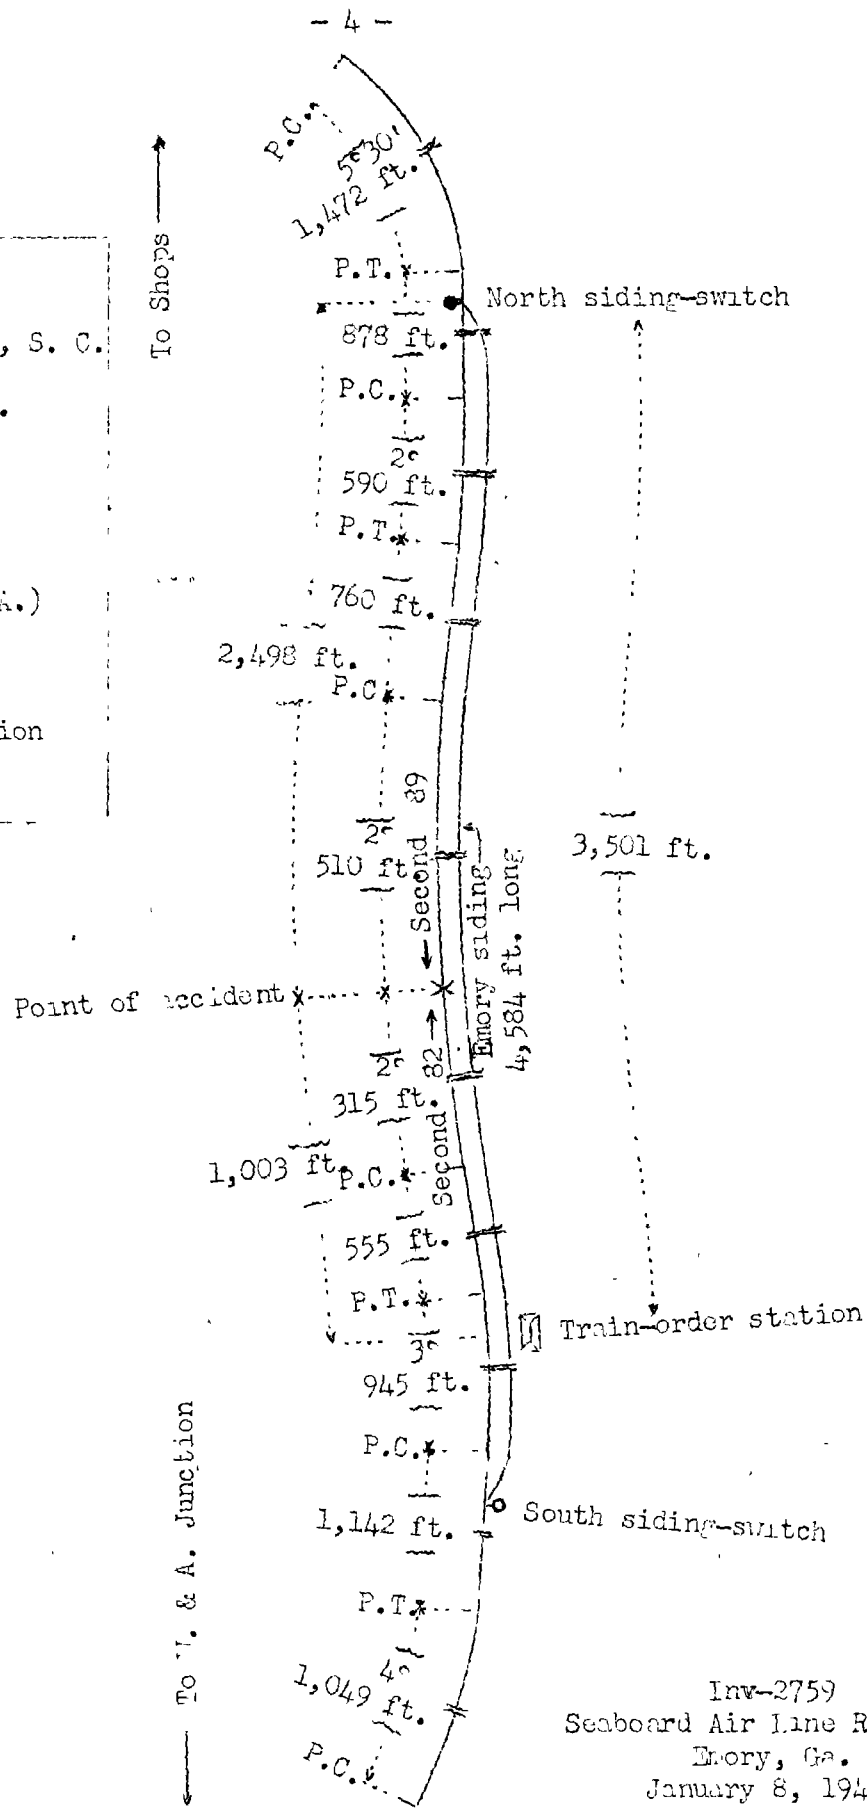 - 4 -
P.C.
5°30'
1,472 ft.
To Shops
P.T.
North siding-switch
, S. C.
878 ft.
.
P.C.
2°
590 ft.
P.T.
A.)
760 ft.
2,498 ft.
P.C.
ion
Second 89
2°
510 ft.
3,501 ft.
Emory siding
4,584 ft. long
Point of accident
2°
Second 82
315 ft.
1,003 ft.
P.C.
555 ft.
P.T.
Train-order station
3°
945 ft.
P.C.
To & A. Junction
South siding-switch
1,142 ft.
P.T.
4°
1,049 ft.
P.C.
Inv-2759
Seaboard Air Line R
Emory, Ga.
January 8, 194